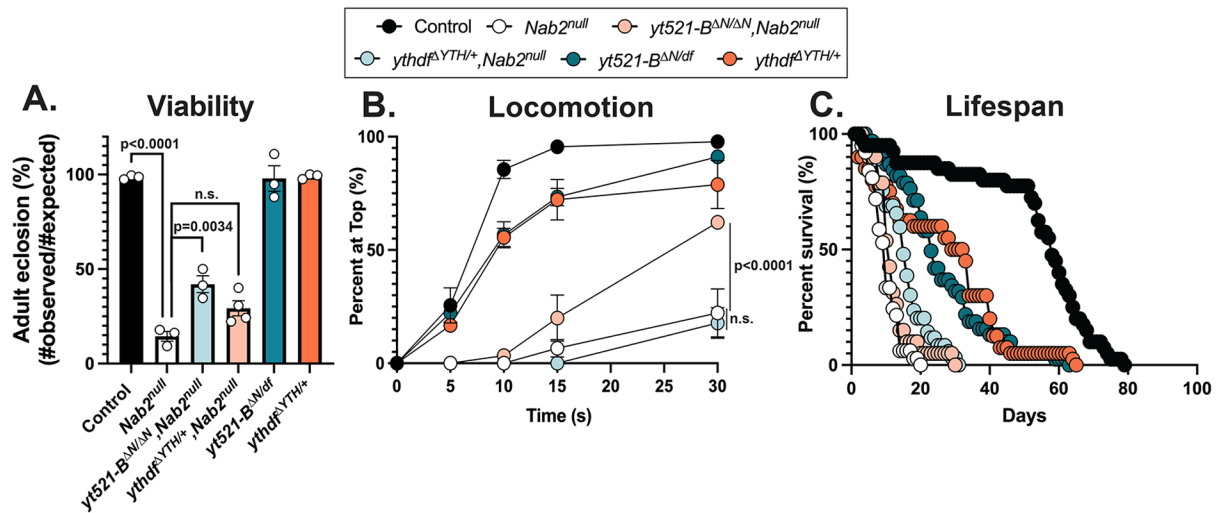 Control Nab2null yt521-BΔN/ΔN,Nab2null
ythdfΔYTH/+,Nab2null yt521-BΔN/df ythdfΔYTH/+
A. Viability
Adult eclosion (%)
(#observed/#expected)
100
50
0
p<0.0001
n.s.
p=0.0034
Control
Nab2null
yt521-BΔN/ΔN,Nab2null
ythdfΔYTH/+,Nab2null
yt521-BΔN/df
ythdfΔYTH/+
B. Locomotion
Percent at Top (%)
100
50
0
p<0.0001
n.s.
0 5 10 15 20 25 30
Time (s)
C. Lifespan
Percent survival (%)
100
50
0
0 20 40 60 80 100
Days